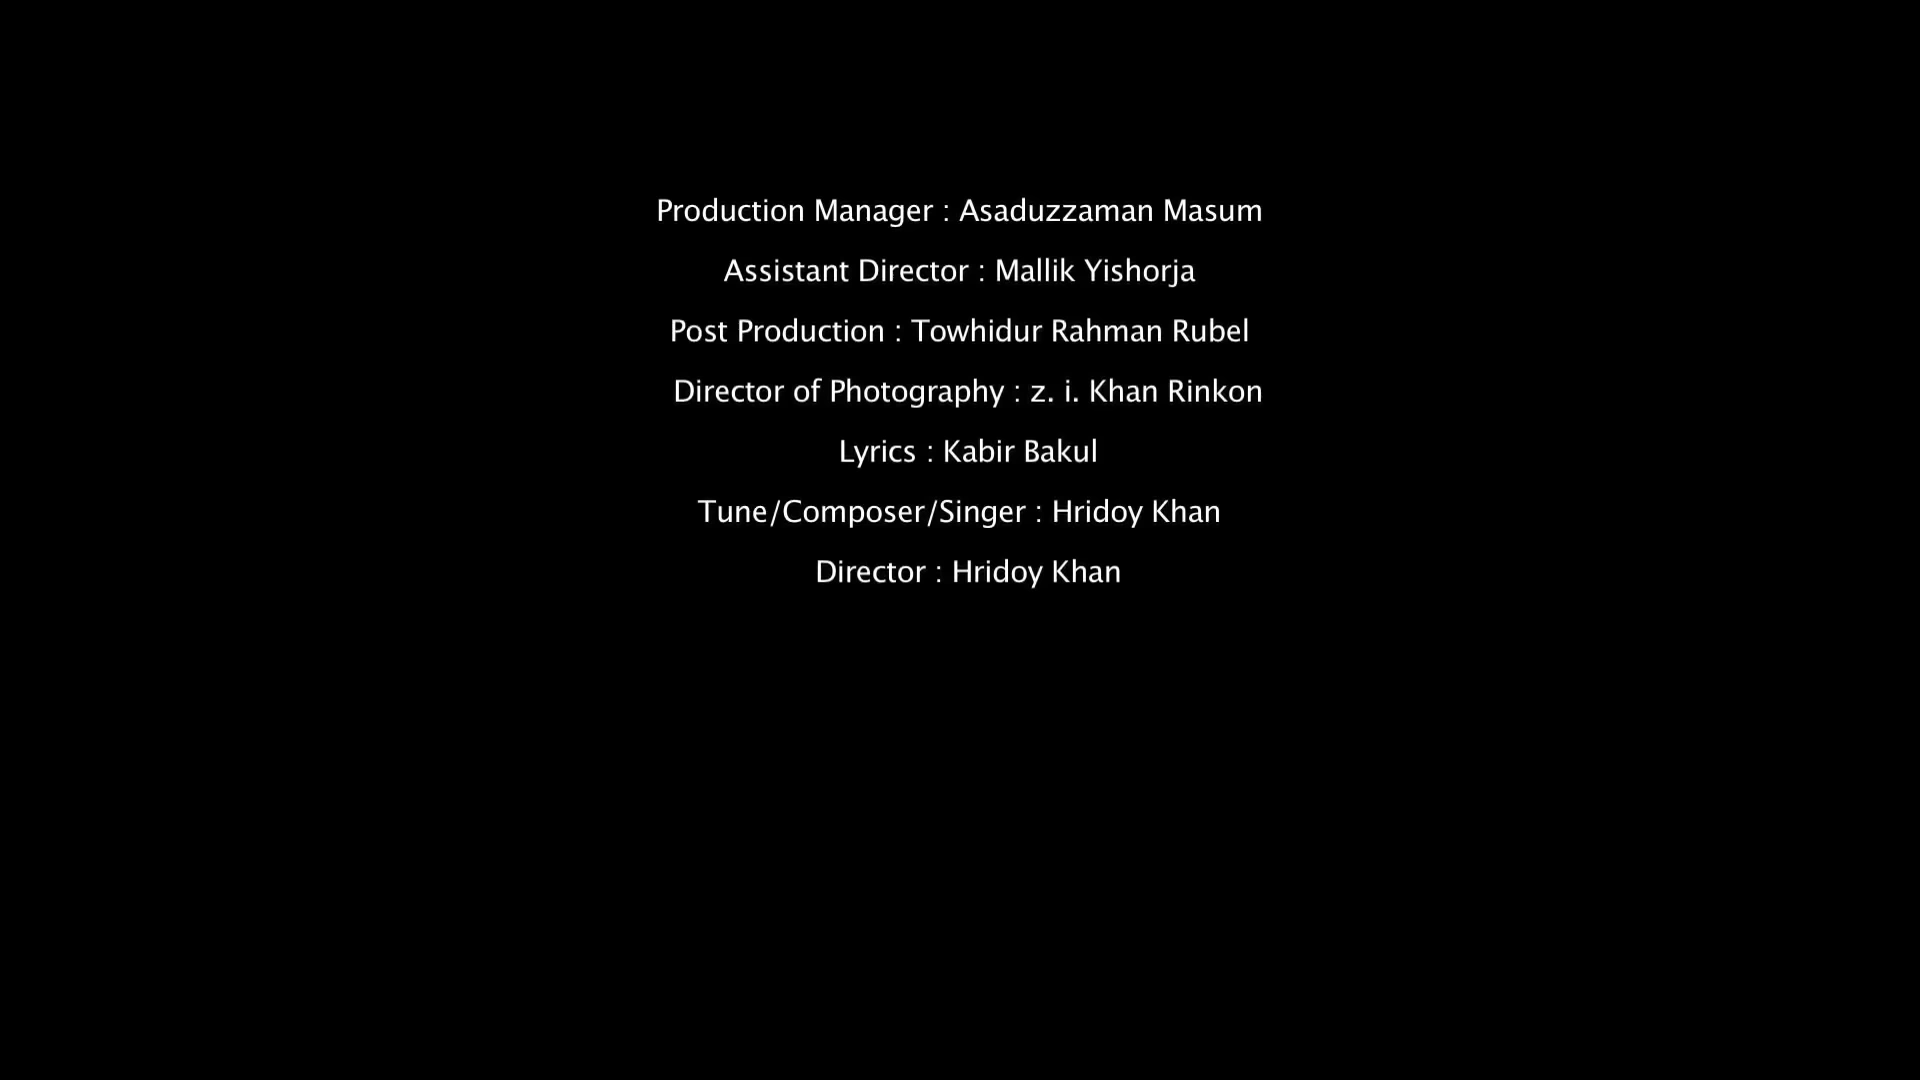 Production Manager : Asaduzzaman Masum
Assistant Director : Mallik Yishorja
Post Production : Towhidur Rahman Rubel
Director of Photography : z. i. Khan Rinkon
Lyrics : Kabir Bakul
Tune/Composer/Singer : Hridoy Khan
Director : Hridoy Khan